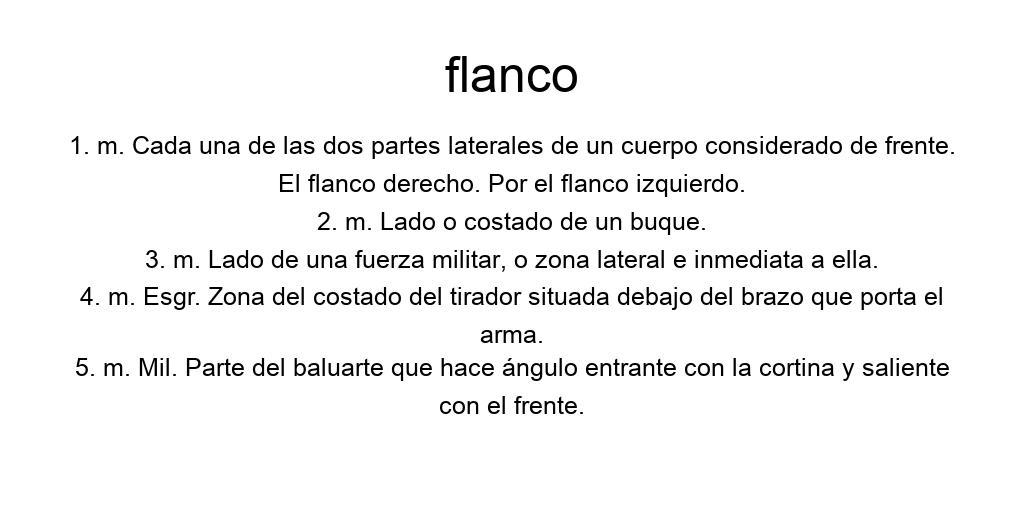 flanco
1. m. Cada una de las dos partes laterales de un cuerpo considerado de frente.
El flanco derecho. Por el flanco izquierdo.
2. m. Lado o costado de un buque.
3. m. Lado de una fuerza militar, o zona lateral e inmediata a ella.
4. m. Esgr. Zona del costado del tirador situada debajo del brazo que porta el
arma.
5. m. Mil. Parte del baluarte que hace ángulo entrante con la cortina y saliente
con el frente.